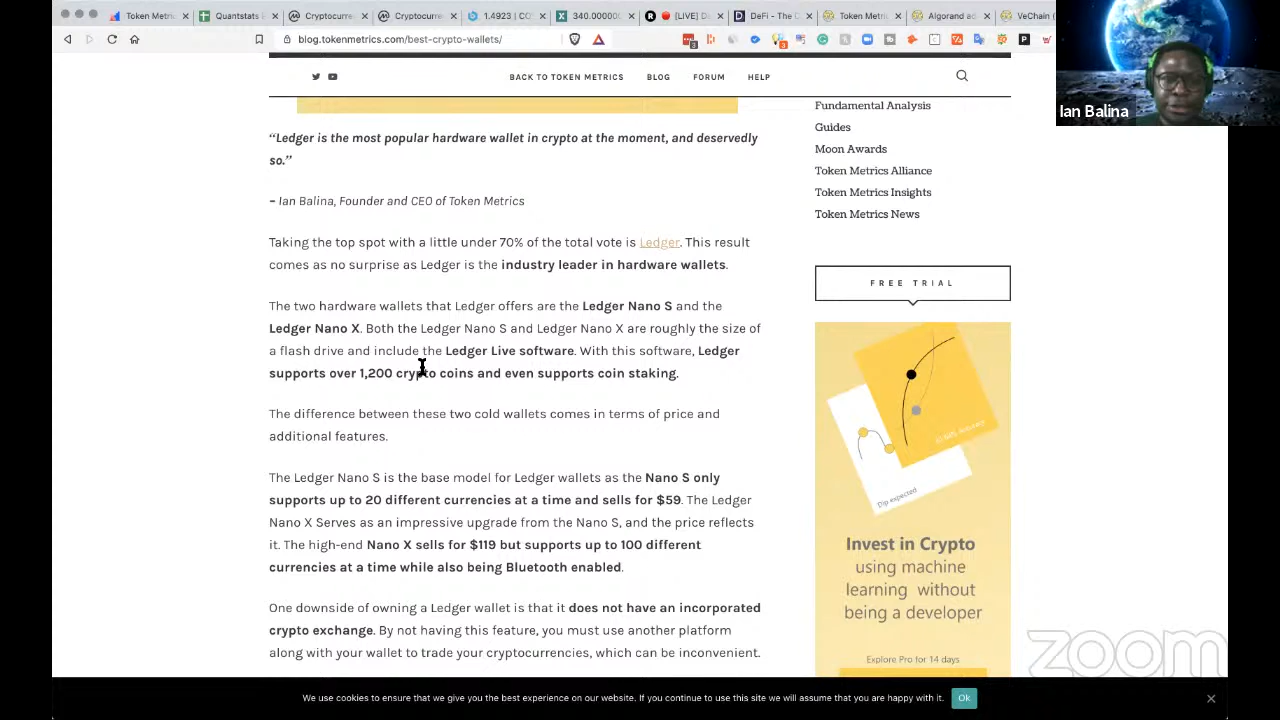 Token Metric
Quantstats
Cryptocurre
Cryptocurre
1.4923 | CO
340.000000
[LIVE] D
DeFi - The
Token Metri
Algorand ad
VeChain (
blog.tokenmetrics.com/best-crypto-wallets/
BACK TO TOKEN METRICS BLOG FORUM HELP
Ian Balina
“Ledger is the most popular hardware wallet in crypto at the moment, and deservedly
so.”
– Ian Balina, Founder and CEO of Token Metrics
Taking the top spot with a little under 70% of the total vote is Ledger. This result
comes as no surprise as Ledger is the industry leader in hardware wallets.
The two hardware wallets that Ledger offers are the Ledger Nano S and the
Ledger Nano X. Both the Ledger Nano S and Ledger Nano X are roughly the size of
a flash drive and include the Ledger Live software. With this software, Ledger
supports over 1,200 crypto coins and even supports coin staking.
The difference between these two cold wallets comes in terms of price and
additional features.
The Ledger Nano S is the base model for Ledger wallets as the Nano S only
supports up to 20 different currencies at a time and sells for $59. The Ledger
Nano X Serves as an impressive upgrade from the Nano S, and the price reflects
it. The high-end Nano X sells for $119 but supports up to 100 different
currencies at a time while also being Bluetooth enabled.
One downside of owning a Ledger wallet is that it does not have an incorporated
crypto exchange. By not having this feature, you must use another platform
along with your wallet to trade your cryptocurrencies, which can be inconvenient.
Fundamental Analysis
Guides
Moon Awards
Token Metrics Alliance
Token Metrics Insights
Token Metrics News
FREE TRIAL
Dip expected
Invest in Crypto
using machine
learning without
being a developer
Explore Pro for 14 days
zoom
We use cookies to ensure that we give you the best experience on our website. If you continue to use this site we will assume that you are happy with it. Ok